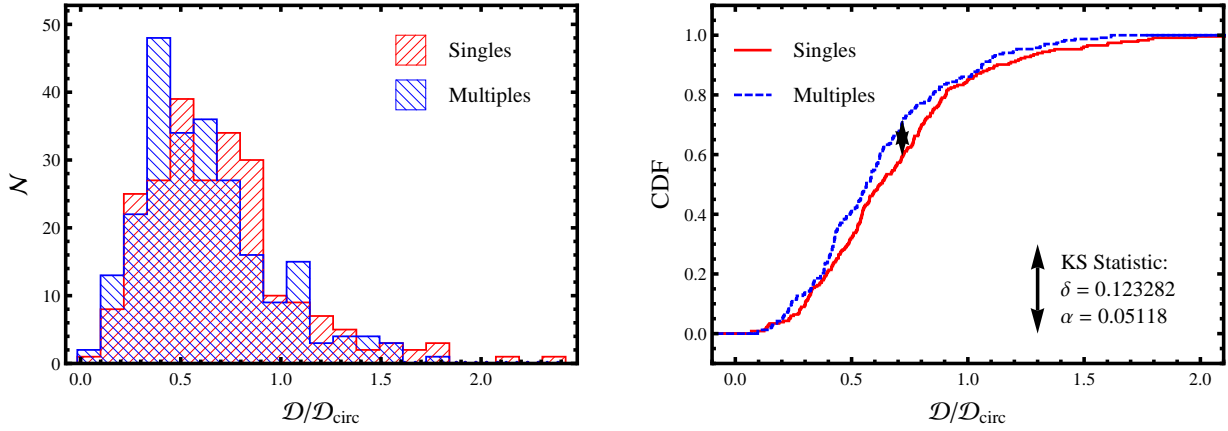 50
40
30
20
10
0
𝒩
Singles
Multiples
0.0 0.5 1.0 1.5 2.0
𝒟/𝒟circ
1.0
0.8
0.6
0.4
0.2
0.0
CDF
Singles
Multiples
KS Statistic:
δ = 0.123282
α = 0.05118
0.0 0.5 1.0 1.5 2.0
𝒟/𝒟circ